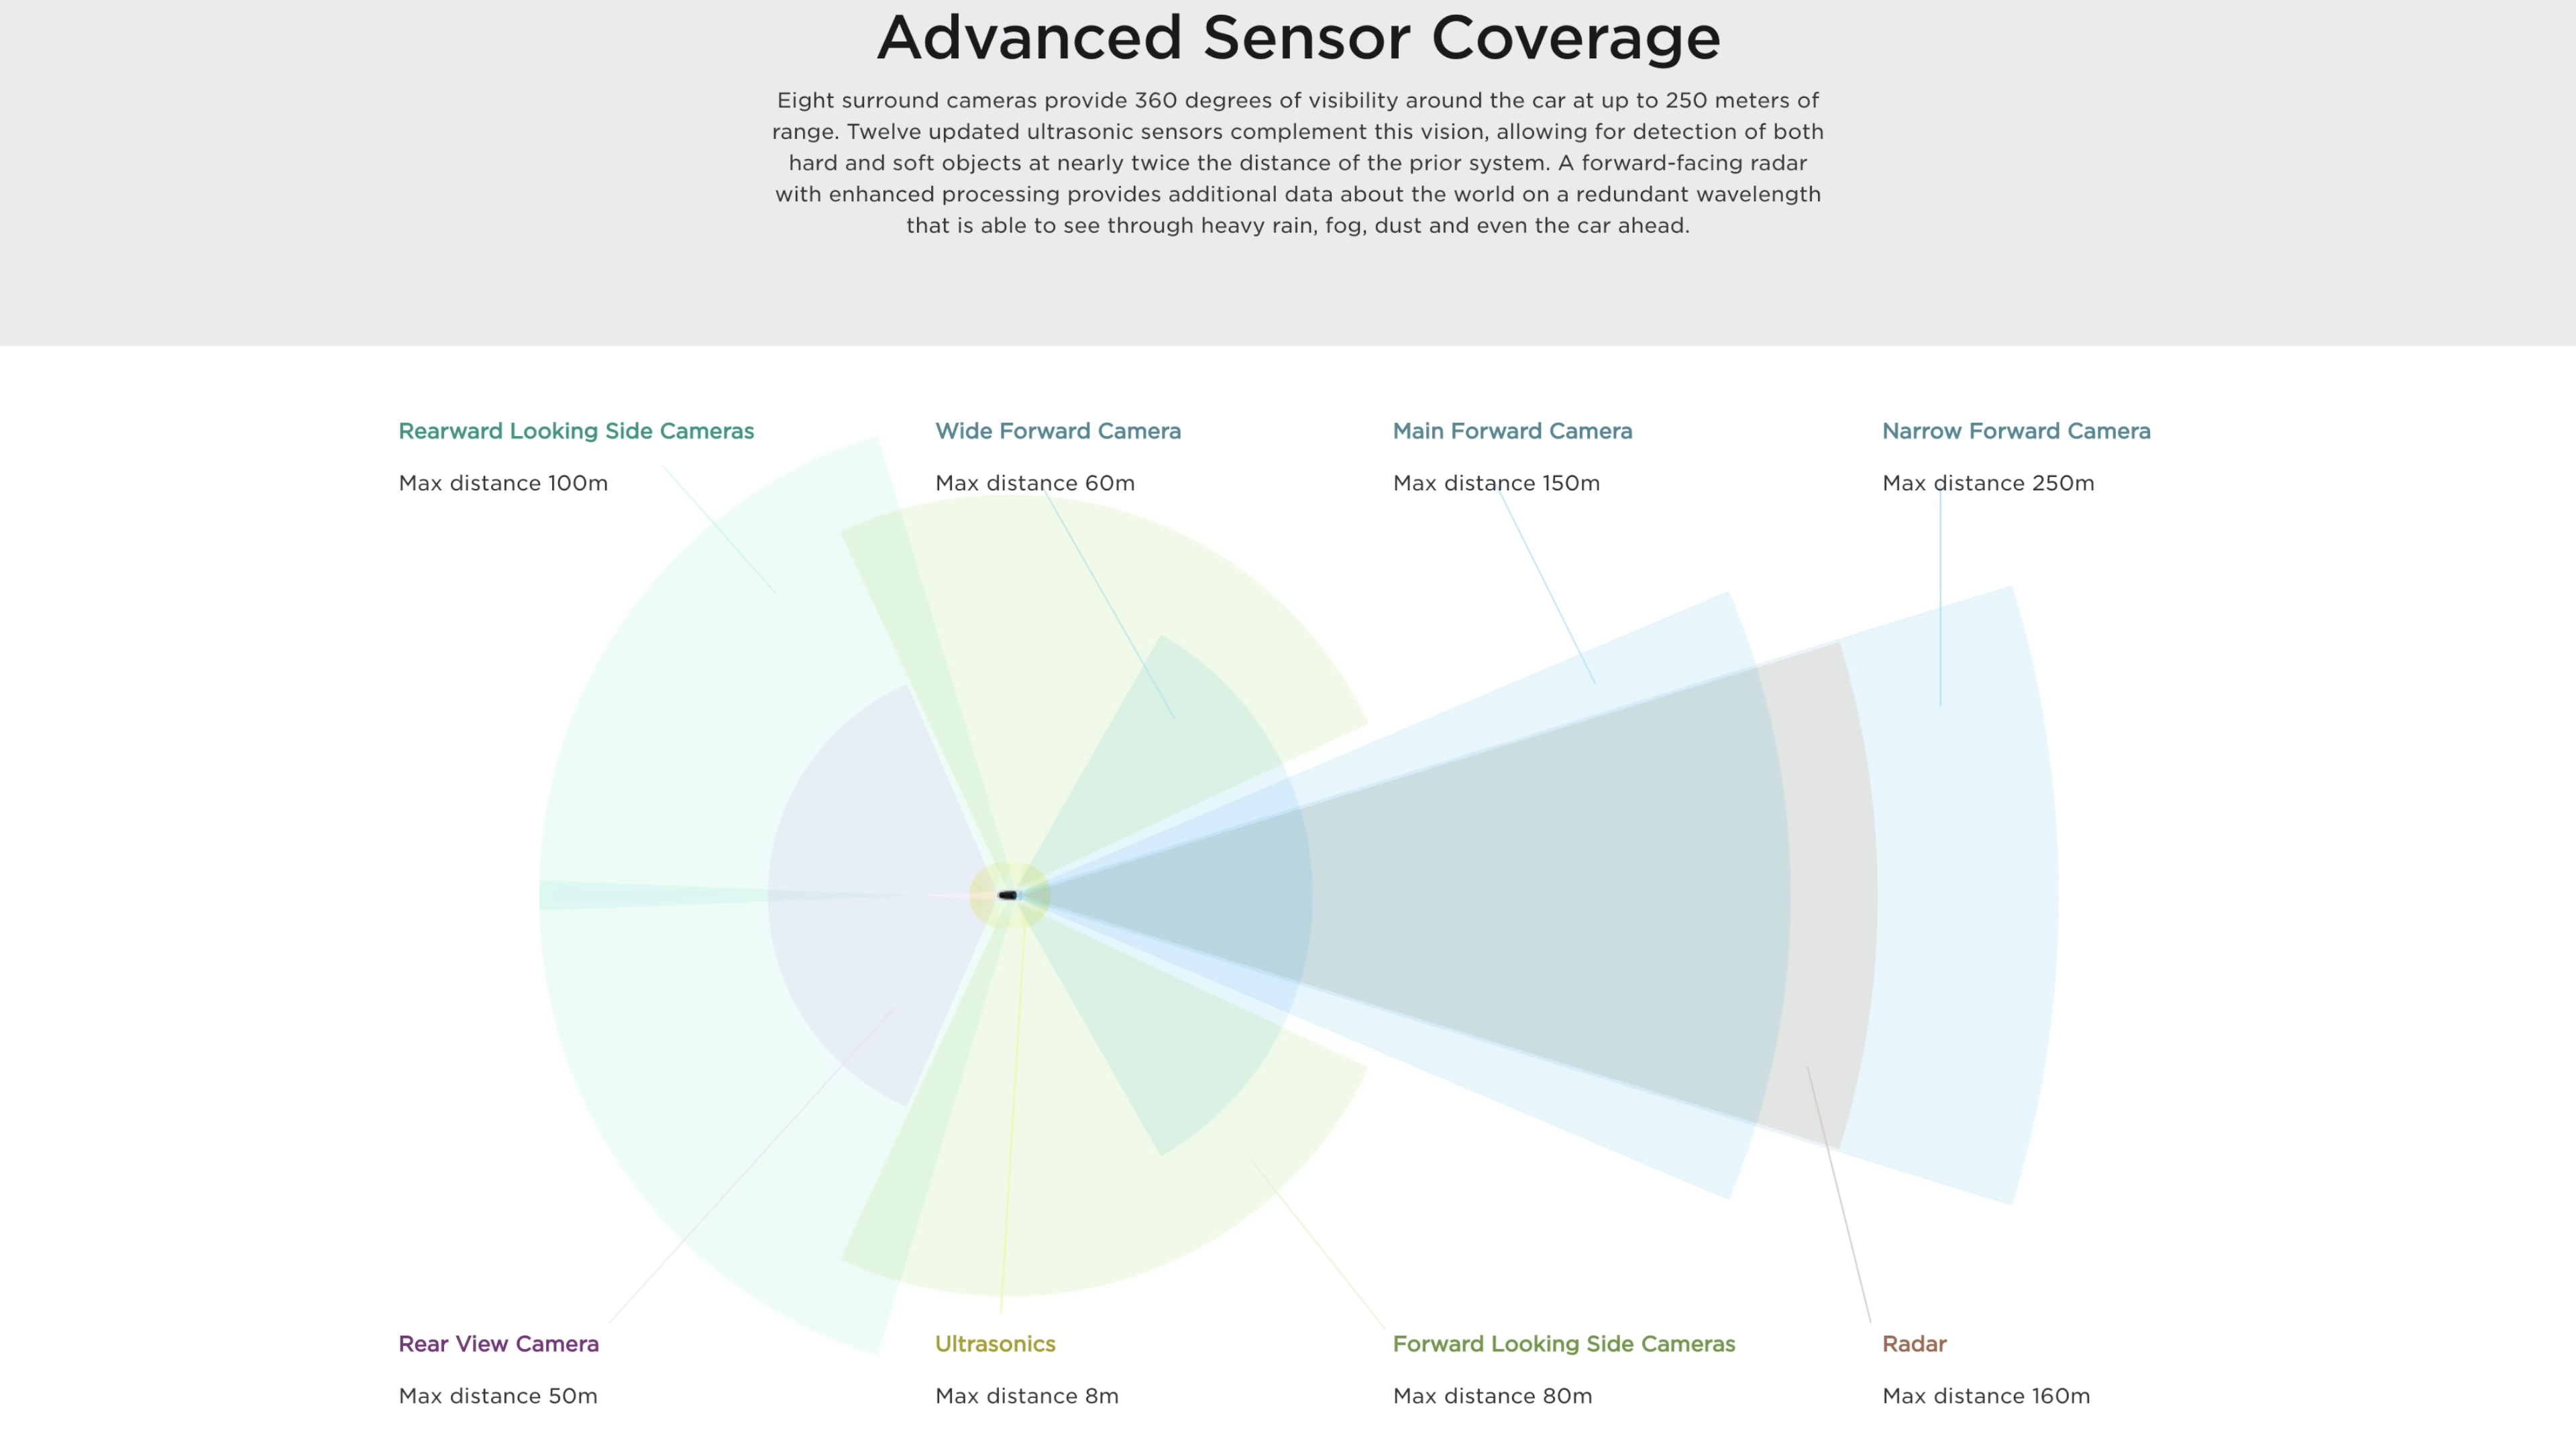 Advanced Sensor Coverage
Eight surround cameras provide 360 degrees of visibility around the car at up to 250 meters of
range. Twelve updated ultrasonic sensors complement this vision, allowing for detection of both
hard and soft objects at nearly twice the distance of the prior system. A forward-facing radar
with enhanced processing provides additional data about the world on a redundant wavelength
that is able to see through heavy rain, fog, dust and even the car ahead.
Rearward Looking Side Cameras
Max distance 100m
Wide Forward Camera
Max distance 60m
Main Forward Camera
Max distance 150m
Narrow Forward Camera
Max distance 250m
Rear View Camera
Max distance 50m
Ultrasonics
Max distance 8m
Forward Looking Side Cameras
Max distance 80m
Radar
Max distance 160m